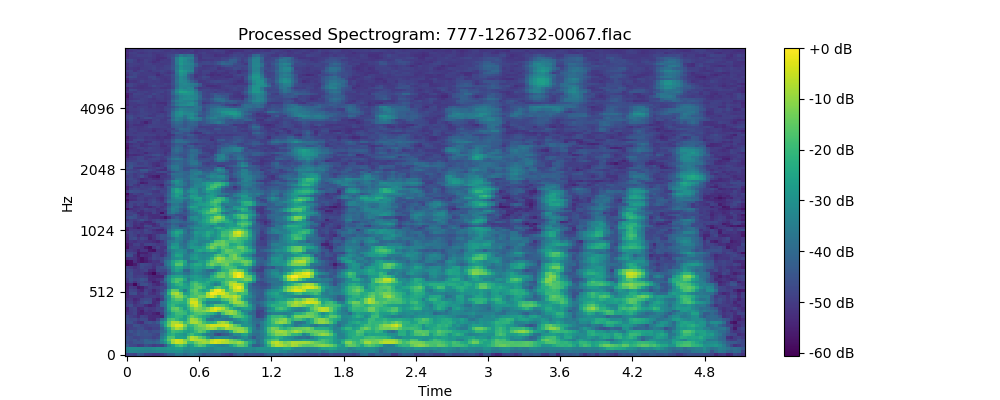 Processed Spectrogram: 777-126732-0067.flac
Hz
4096
2048
1024
512
0
0 0.6 1.2 1.8 2.4 3 3.6 4.2 4.8
Time
+0 dB
-10 dB
-20 dB
-30 dB
-40 dB
-50 dB
-60 dB